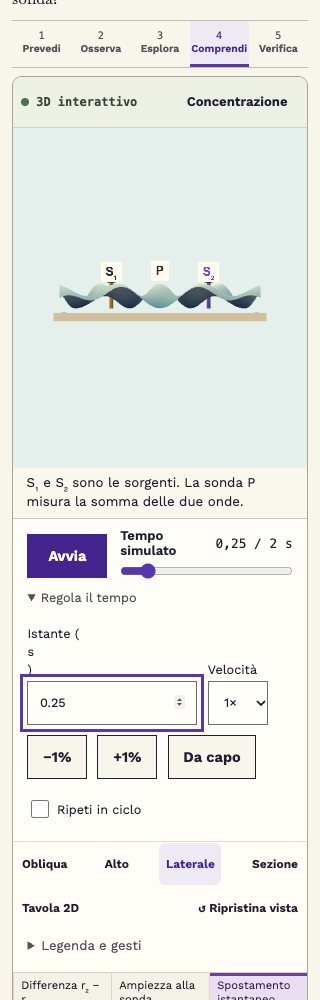 sonda?
1 2 3 4 5
Prevedi Osserva Esplora Comprendi Verifica
3D interattivo Concentrazione
S₁ P S₂
S₁ e S₂ sono le sorgenti. La sonda P
misura la somma delle due onde.
Avvia
Tempo
simulato
0,25 / 2 s
▼ Regola il tempo
Istante (
s
)
Velocità
0.25
1×
−1% +1% Da capo
Ripeti in ciclo
Obliqua Alto Laterale Sezione
Tavola 2D ↺ Ripristina vista
▶ Legenda e gesti
Differenza r₂ − Ampiezza alla Spostamento